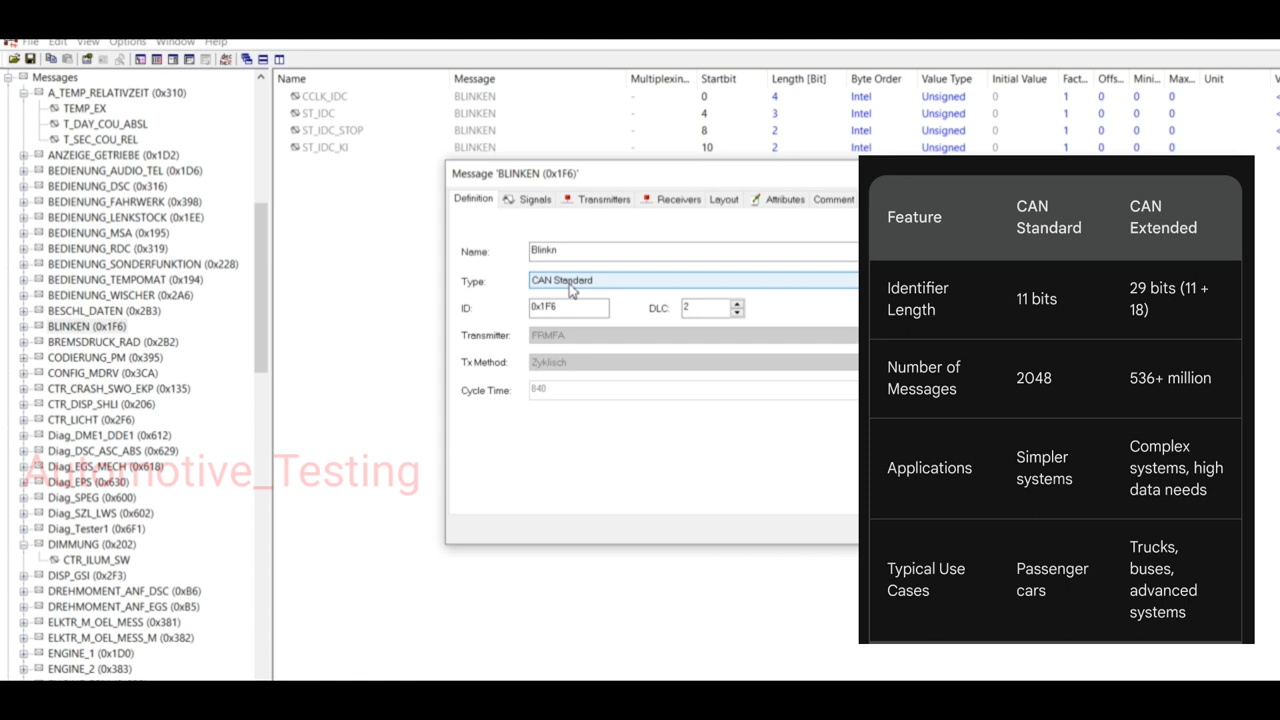 File Edit View Options Window Help
Messages
A_TEMP_RELATIVZEIT (0x310)
TEMP_EX
T_DAY_COU_ABSL
T_SEC_COU_REL
ANZEIGE_GETRIEBE (0x1D2)
BEDIENUNG_AUDIO_TEL (0x1D6)
BEDIENUNG_DSC (0x316)
BEDIENUNG_FAHRWERK (0x398)
BEDIENUNG_LENKSTOCK (0x1EE)
BEDIENUNG_MSA (0x195)
BEDIENUNG_RDC (0x319)
BEDIENUNG_SONDERFUNKTION (0x228)
BEDIENUNG_TEMPOMAT (0x194)
BEDIENUNG_WISCHER (0x2A6)
BESCHL_DATEN (0x2B3)
BLINKEN (0x1F6)
BREMSDRUCK_RAD (0x2B2)
CODIERUNG_PM (0x395)
CONFIG_MDRV (0x3CA)
CTR_CRASH_SWO_EKP (0x135)
CTR_DISP_SHLI (0x206)
CTR_LICHT (0x2F6)
Diag_DME1_DDE1 (0x612)
Diag_DSC_ASC_ABS (0x629)
Diag_EGS_MECH (0x618)
Diag_EPS (0x630)
Diag_SPEG (0x600)
Diag_SZL_LWS (0x602)
Diag_Tester1 (0x6F1)
DIMMUNG (0x202)
CTR_ILUM_SW
DISP_GSI (0x2F3)
DREHMOMENT_ANF_DSC (0xB6)
DREHMOMENT_ANF_EGS (0xB5)
ELKTR_M_OEL_MESS (0x381)
ELKTR_M_OEL_MESS_M (0x382)
ENGINE_1 (0x1D0)
ENGINE_2 (0x383)
Automotive_Testing
Name Message Multiplexin... Startbit Length [Bit] Byte Order Value Type Initial Value Fact... Offs... Mini... Max... Unit V
CCLK_IDC BLINKEN - 0 4 Intel Unsigned 0 1 0 0 0 <
ST_IDC BLINKEN - 4 3 Intel Unsigned 0 1 0 0 0 <
ST_IDC_STOP BLINKEN - 8 2 Intel Unsigned 0 1 0 0 0 <
ST_IDC_KI BLINKEN - 10 2 Intel Unsigned 0 1 0 0 0 <
Message 'BLINKEN (0x1F6)'
Definition Signals Transmitters Receivers Layout Attributes Comment
Name: Blinkn
Type: CAN Standard
ID: 0x1F6 DLC: 2
Transmitter: FRMFA
Tx Method: Zyklisch
Cycle Time: 840
Feature
CAN
Standard
CAN
Extended
Identifier
Length
11 bits
29 bits (11 +
18)
Number of
Messages
2048
536+ million
Applications
Simpler
systems
Complex
systems, high
data needs
Typical Use
Cases
Passenger
cars
Trucks,
buses,
advanced
systems